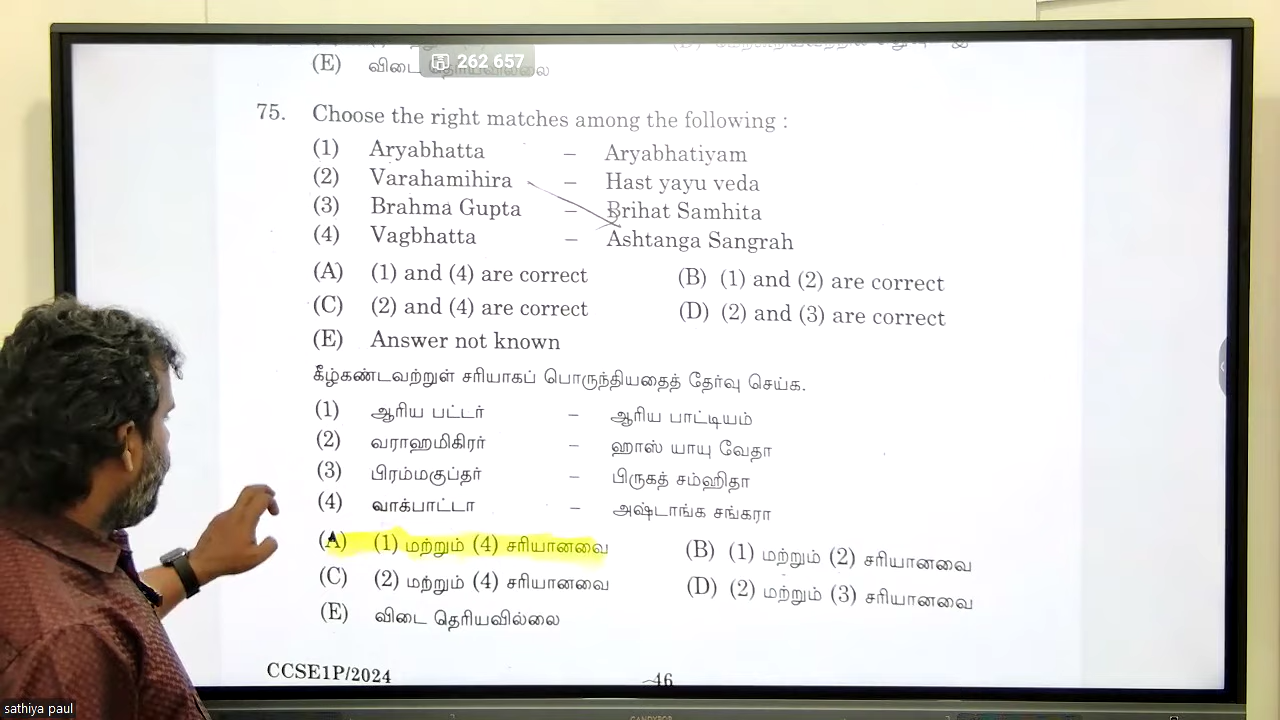 (E) விடை தெரியவில்லை
262 657
75. Choose the right matches among the following :
(1) Aryabhatta – Aryabhatiyam
(2) Varahamihira – Hast yayu veda
(3) Brahma Gupta – Brihat Samhita
(4) Vagbhatta – Ashtanga Sangrah
(A) (1) and (4) are correct (B) (1) and (2) are correct
(C) (2) and (4) are correct (D) (2) and (3) are correct
(E) Answer not known
கீழ்கண்டவற்றுள் சரியாகப் பொருந்தியதைத் தேர்வு செய்க.
(1) ஆரிய பட்டர் – ஆரிய பாட்டியம்
(2) வராஹமிகிரர் – ஹாஸ் யாயு வேதா
(3) பிரம்மகுப்தர் – பிருகத் சம்ஹிதா
(4) வாக்பாட்டா – அஷ்டாங்க சங்கரா
(A) (1) மற்றும் (4) சரியானவை (B) (1) மற்றும் (2) சரியானவை
(C) (2) மற்றும் (4) சரியானவை (D) (2) மற்றும் (3) சரியானவை
(E) விடை தெரியவில்லை
CCSE1P/2024 46
sathiya paul